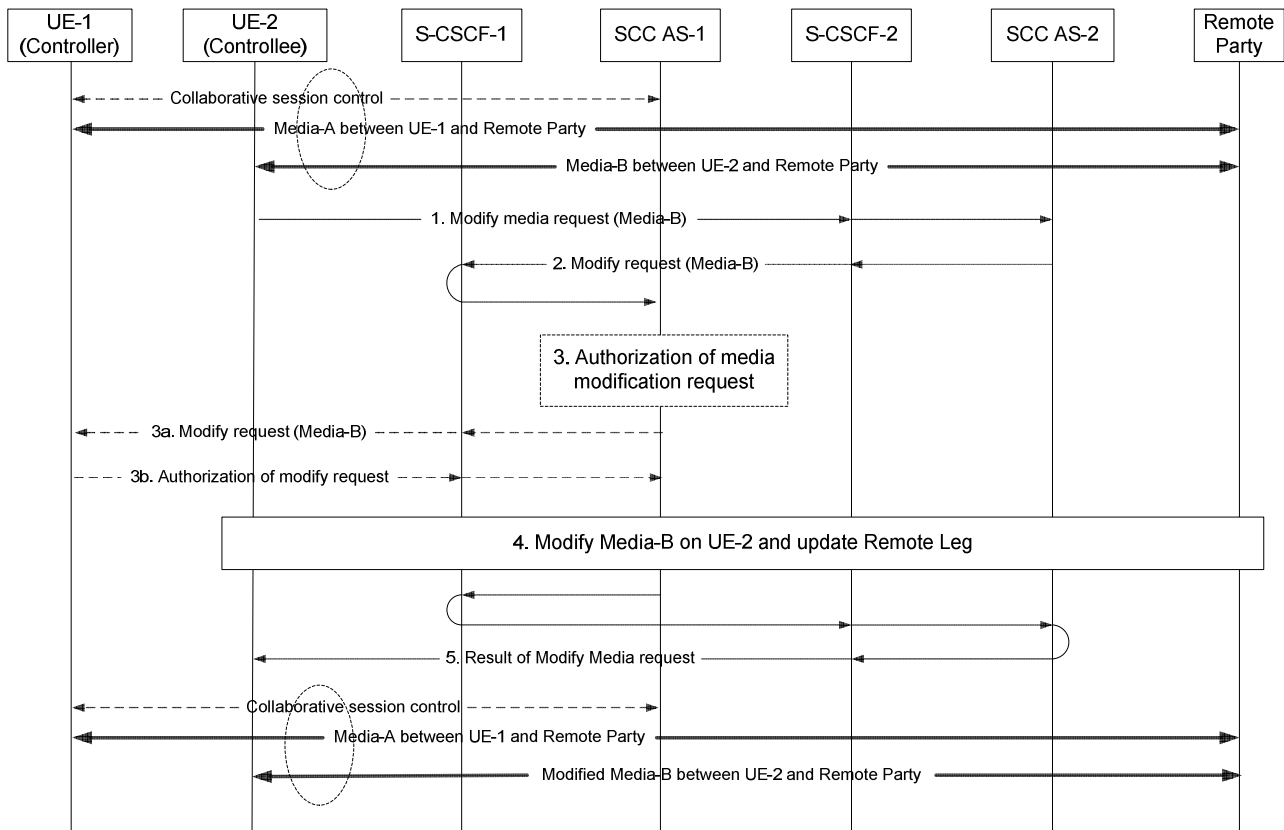 UE-1
(Controller)
UE-2
(Controllee)
S-CSCF-1
SCC AS-1
S-CSCF-2
SCC AS-2
Remote
Party
Collaborative session control
Media-A between UE-1 and Remote Party
Media-B between UE-2 and Remote Party
1. Modify media request (Media-B)
2. Modify request (Media-B)
3. Authorization of media
modification request
3a. Modify request (Media-B)
3b. Authorization of modify request
4. Modify Media-B on UE-2 and update Remote Leg
5. Result of Modify Media request
Collaborative session control
Media-A between UE-1 and Remote Party
Modified Media-B between UE-2 and Remote Party